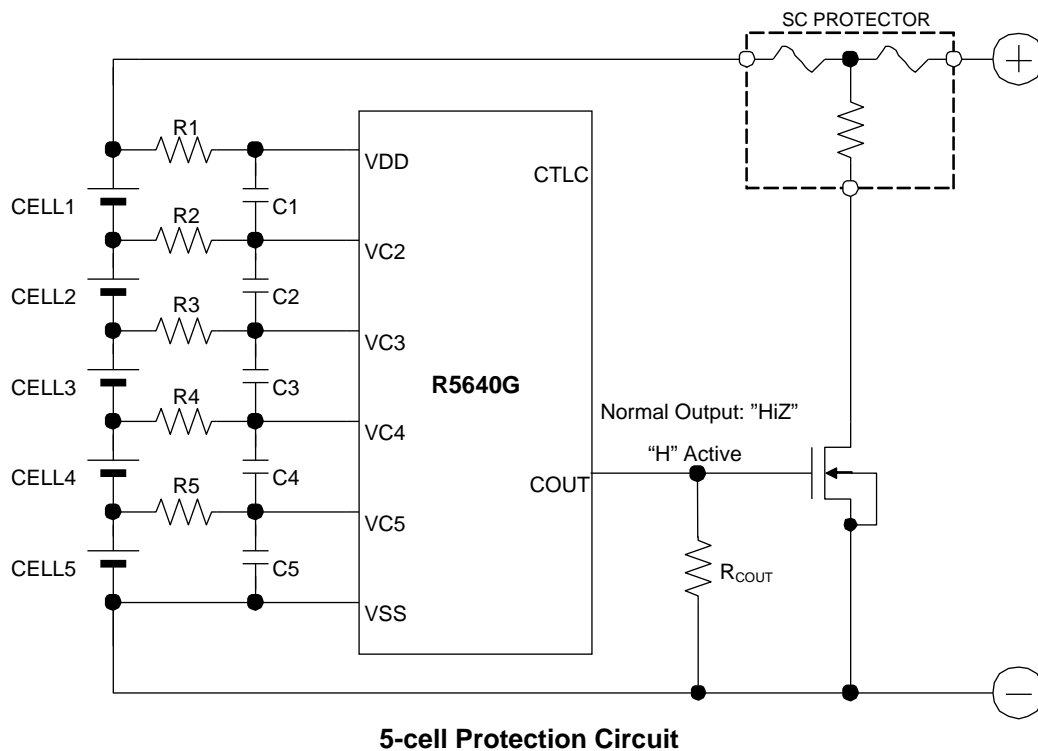 SC PROTECTOR
+
R1
VDD
CTLC
CELL1
C1
R2
VC2
CELL2
C2
R3
VC3
CELL3
C3
R5640G
R4
VC4
Normal Output: ”HiZ”
“H” Active
CELL4
C4
COUT
R5
VC5
CELL5
C5
RCOUT
VSS
−
5-cell Protection Circuit